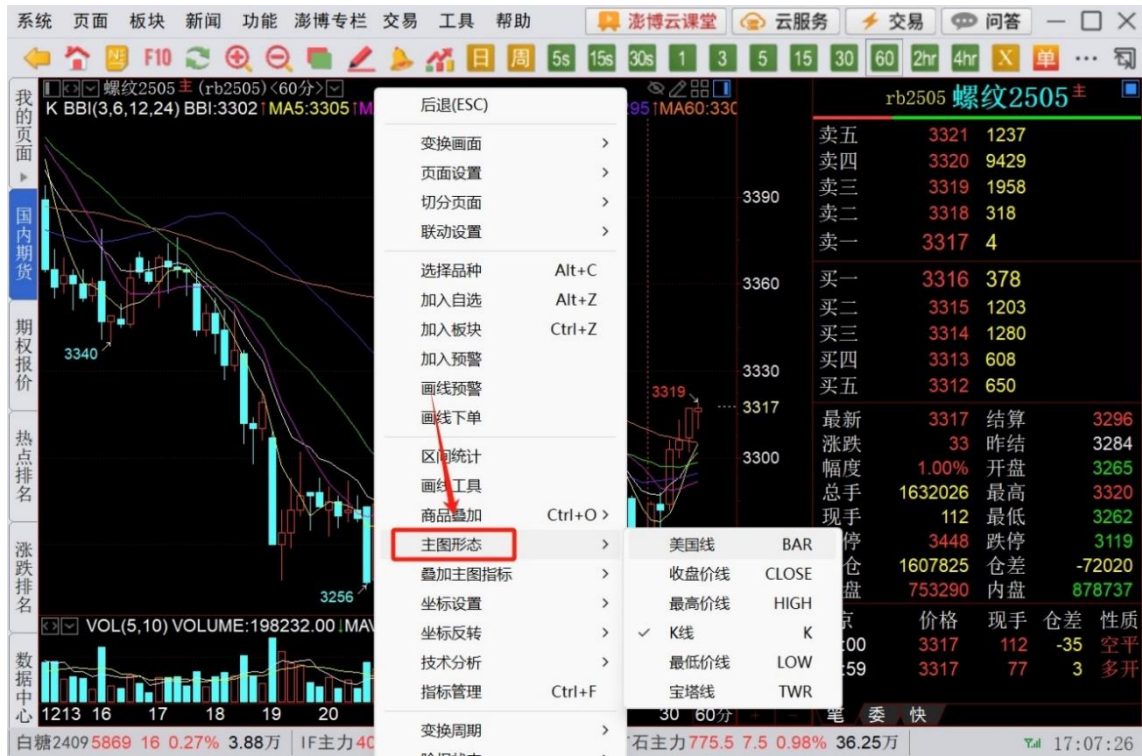 系统 页面 板块 新闻 功能 澎博专栏 交易 工具 帮助 澎博云课堂 云服务 交易 问答
F10 日 周 5s 15s 30s 1 3 5 15 30 60 2hr 4hr X 单
我的页面
国内期货
期权报价
热点排名
涨跌排名
数据中心
螺纹2505主 (rb2505)<60分>
K BBI(3,6,12,24) BBI:3302↑MA5:3305↑M
95↑MA60:330
3390
3360
3330
3317
3300
3340
3319
3256
VOL(5,10) VOLUME:198232.00↓MAV
1213 16 17 18 19 20
30 60分 + -
后退(ESC)
变换画面
页面设置
切分页面
联动设置
选择品种 Alt+C
加入自选 Alt+Z
加入板块 Ctrl+Z
加入预警
画线预警
画线下单
区间统计
画线工具
商品叠加 Ctrl+O
主图形态
叠加主图指标
坐标设置
坐标反转
技术分析
指标管理 Ctrl+F
变换周期
美国线 BAR
收盘价线 CLOSE
最高价线 HIGH
K线 K
最低价线 LOW
宝塔线 TWR
rb2505 螺纹2505主
卖五 3321 1237
卖四 3320 9429
卖三 3319 1958
卖二 3318 318
卖一 3317 4
买一 3316 378
买二 3315 1203
买三 3314 1280
买四 3313 608
买五 3312 650
最新 3317 结算 3296
涨跌 33 昨结 3284
幅度 1.00% 开盘 3265
总手 1632026 最高 3320
现手 112 最低 3262
停 3448 跌停 3119
仓 1607825 仓差 -72020
盘 753290 内盘 878737
价格 现手 仓差 性质
:00 3317 112 -35 空平
:59 3317 77 3 多开
笔 委 快
白糖2409 5869 16 0.27% 3.88万 IF主力40
石主力775.5 7.5 0.98% 36.25万 17:07:26